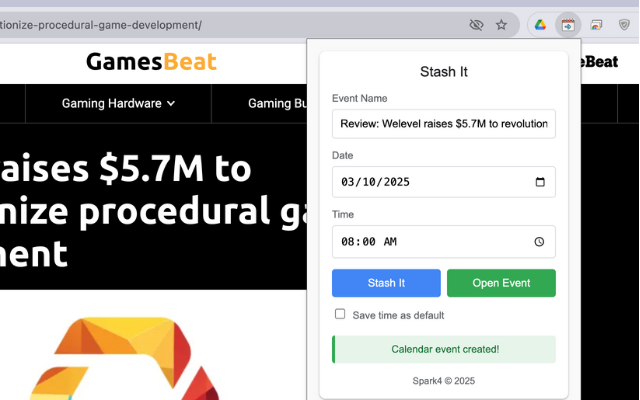 tionize-procedural-game-development/
GamesBeat
eBeat
Gaming Hardware
Gaming Bu
aises $5.7M to
nize procedural ga
ent
Stash It
Event Name
Review: Welevel raises $5.7M to revolution
Date
03/10/2025
Time
08:00 AM
Stash It
Open Event
Save time as default
Calendar event created!
Spark4 © 2025